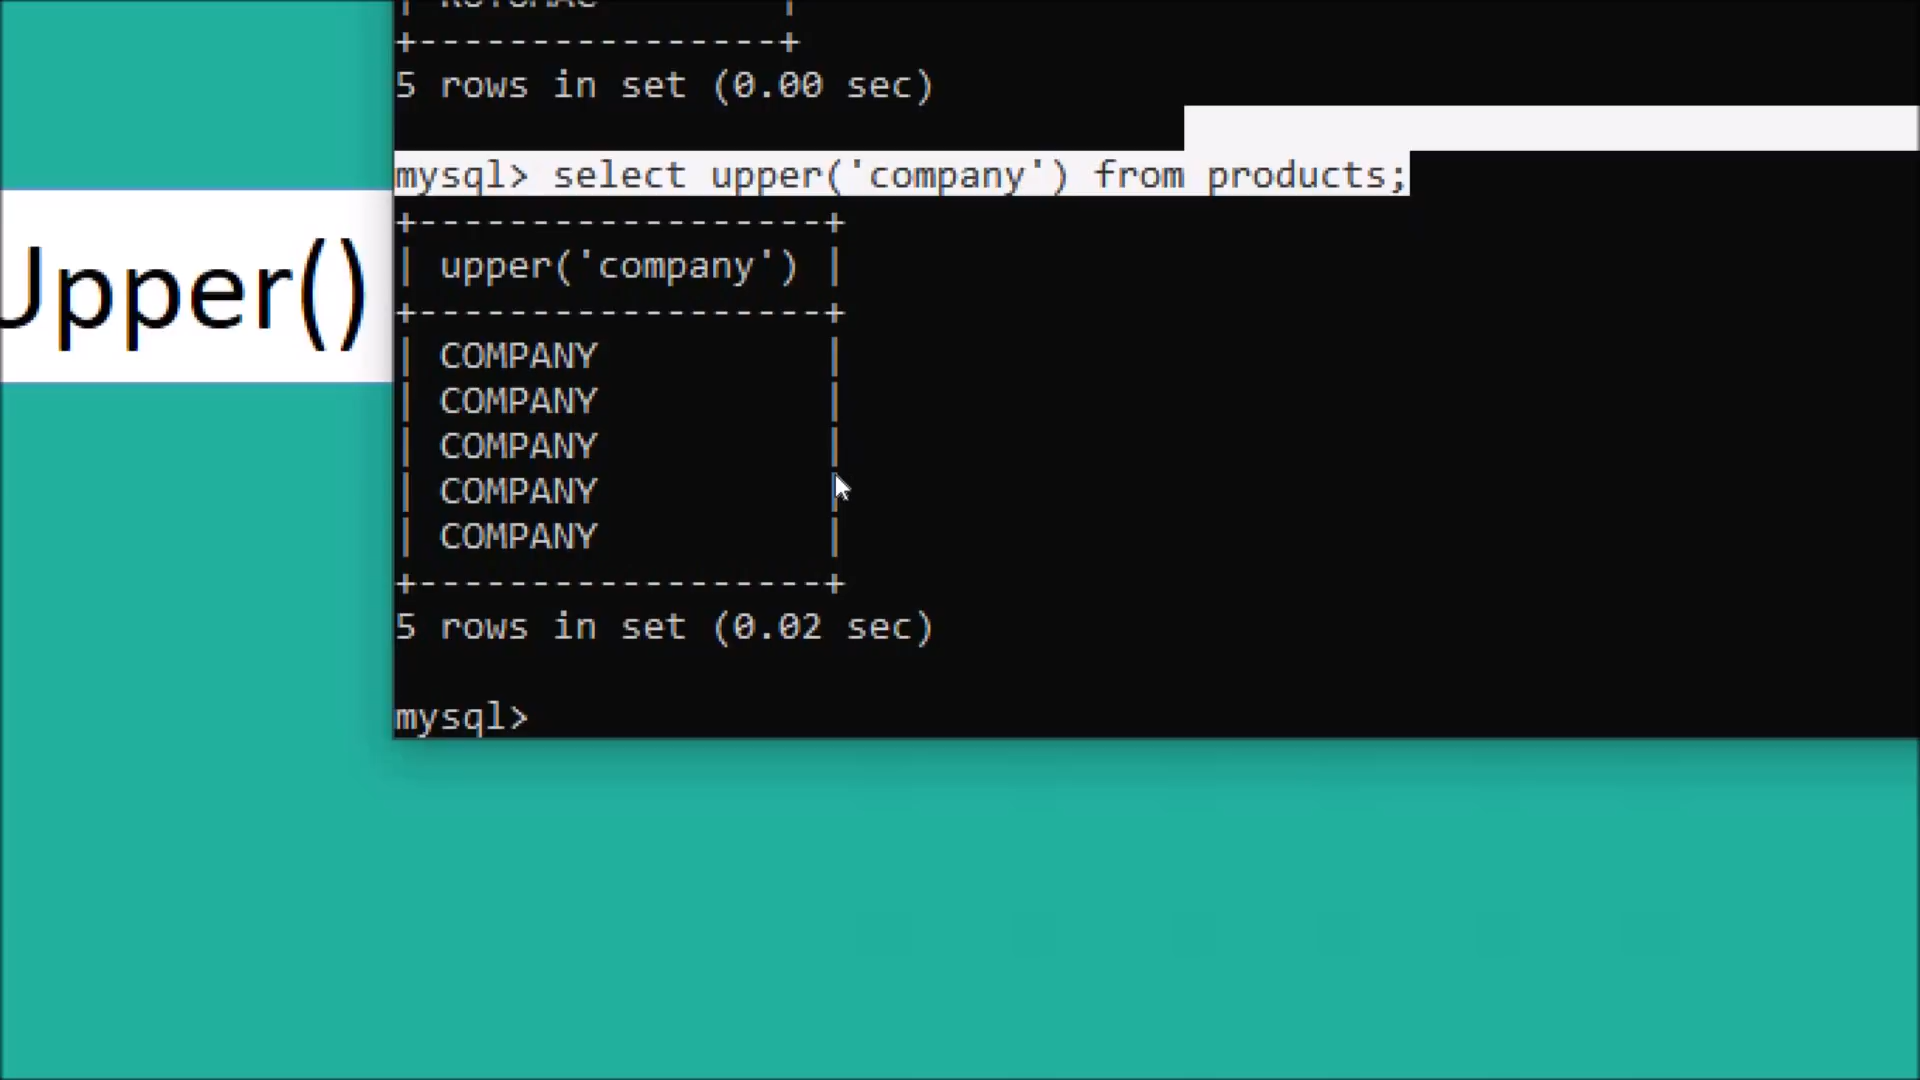 +----------------+
5 rows in set (0.00 sec)
mysql> select upper('company') from products;
+------------------+
| upper('company') |
+------------------+
| COMPANY          |
| COMPANY          |
| COMPANY          |
| COMPANY          |
| COMPANY          |
+------------------+
5 rows in set (0.02 sec)
mysql>
Upper()